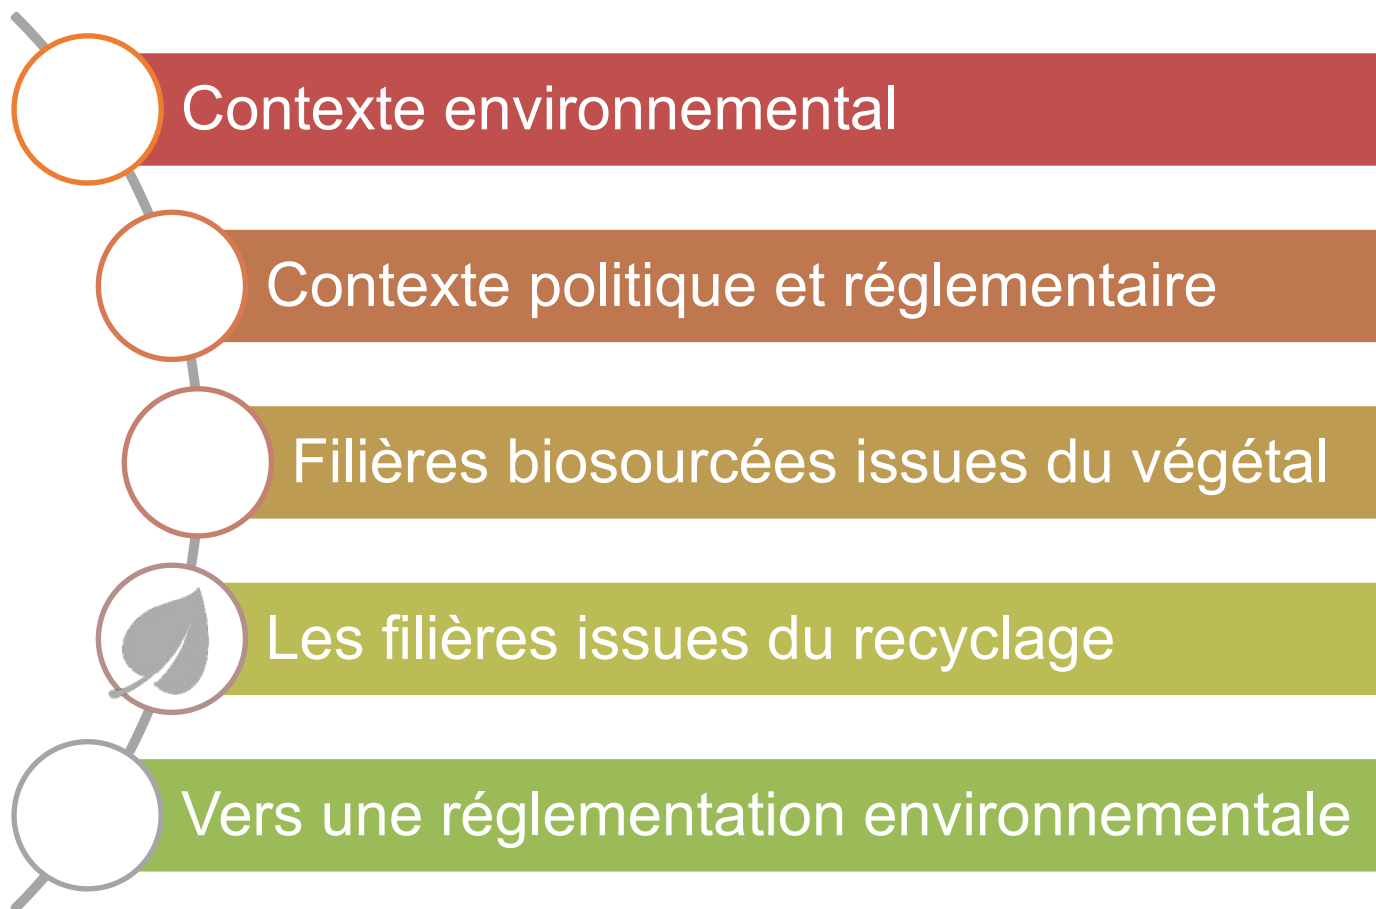 Contexte environnemental
Contexte politique et réglementaire
Filières biosourcées issues du végétal
Les filières issues du recyclage
Vers une réglementation environnementale